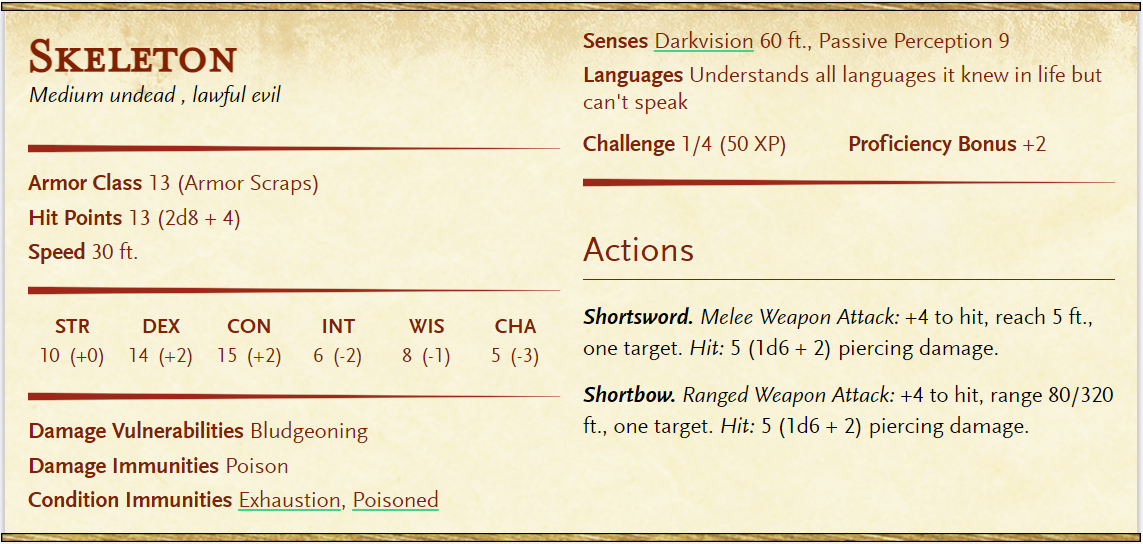 SKELETON
Medium undead , lawful evil
Armor Class 13 (Armor Scraps)
Hit Points 13 (2d8 + 4)
Speed 30 ft.
STR DEX CON INT WIS CHA
10 (+0) 14 (+2) 15 (+2) 6 (-2) 8 (-1) 5 (-3)
Damage Vulnerabilities Bludgeoning
Damage Immunities Poison
Condition Immunities Exhaustion, Poisoned
Senses Darkvision 60 ft., Passive Perception 9
Languages Understands all languages it knew in life but
can't speak
Challenge 1/4 (50 XP) Proficiency Bonus +2
Actions
Shortsword. Melee Weapon Attack: +4 to hit, reach 5 ft.,
one target. Hit: 5 (1d6 + 2) piercing damage.
Shortbow. Ranged Weapon Attack: +4 to hit, range 80/320
ft., one target. Hit: 5 (1d6 + 2) piercing damage.